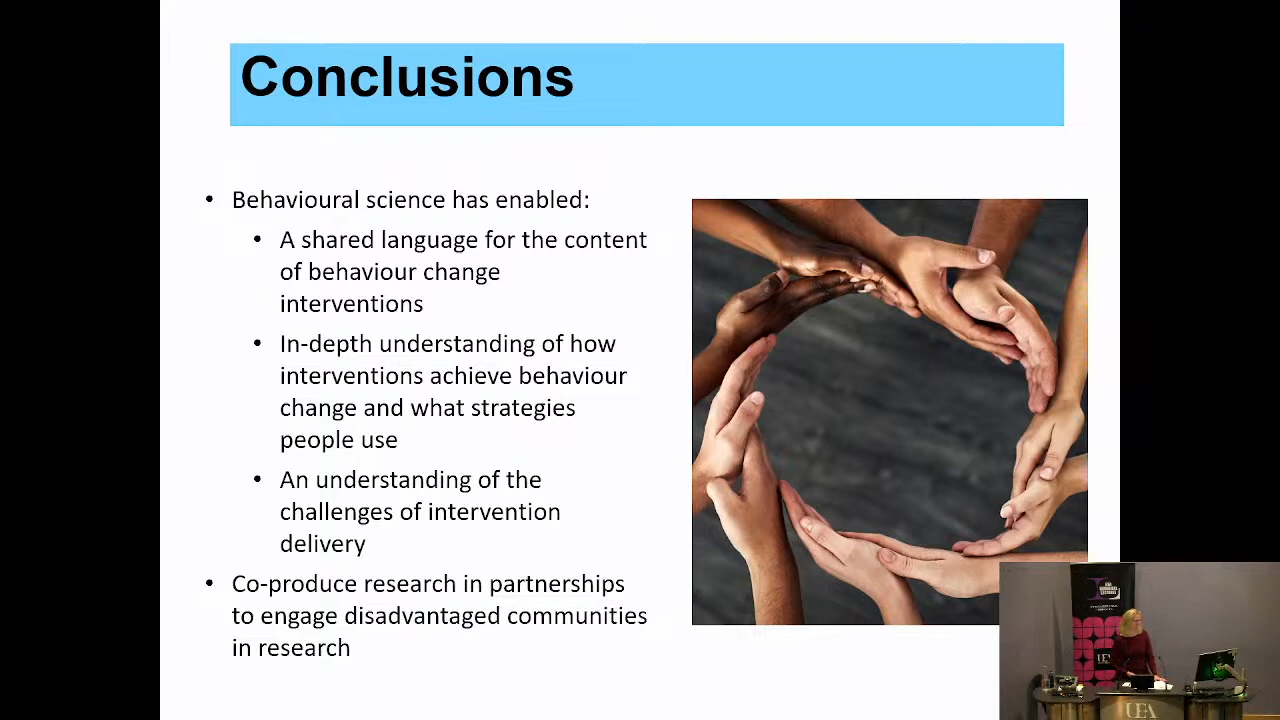 Conclusions
• Behavioural science has enabled:
• A shared language for the content
of behaviour change
interventions
• In-depth understanding of how
interventions achieve behaviour
change and what strategies
people use
• An understanding of the
challenges of intervention
delivery
• Co-produce research in partnerships
to engage disadvantaged communities
in research
UEA